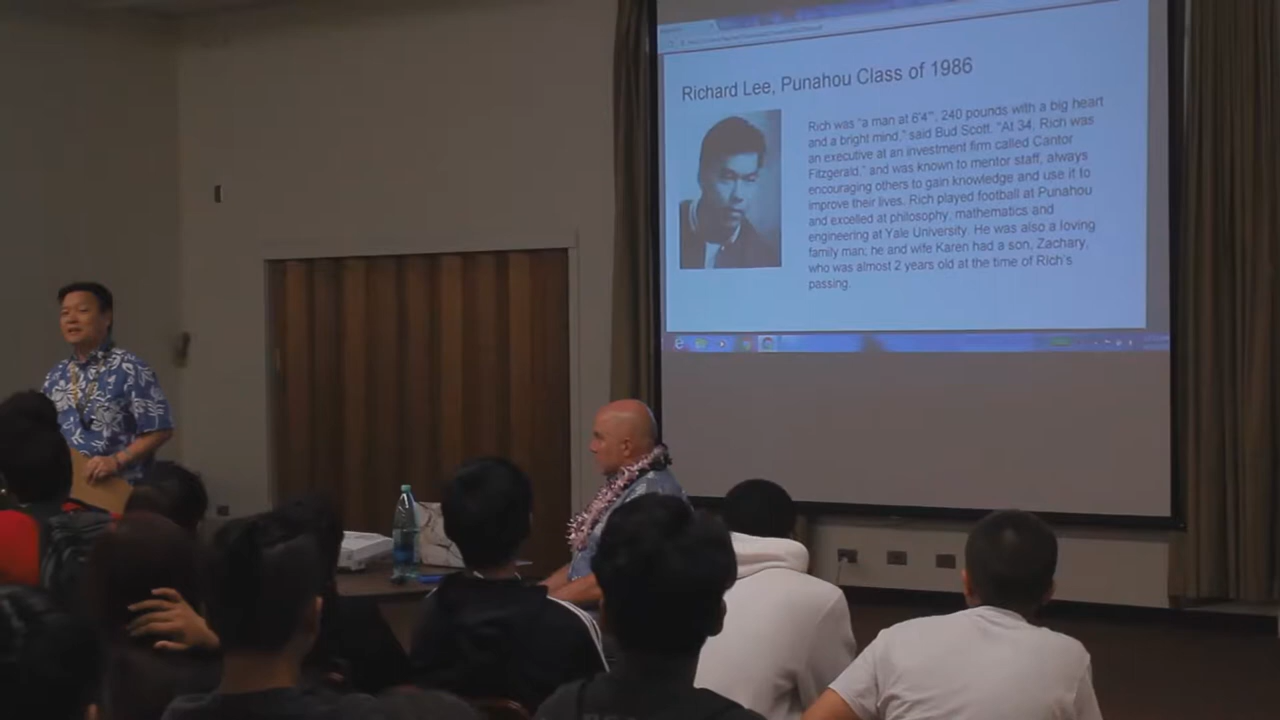 Richard Lee, Punahou Class of 1986
Rich was "a man at 6'4"', 240 pounds with a big heart
and a bright mind," said Bud Scott. "At 34, Rich was
an executive at an investment firm called Cantor
Fitzgerald," and was known to mentor staff, always
encouraging others to gain knowledge and use it to
improve their lives. Rich played football at Punahou
and excelled at philosophy, mathematics and
engineering at Yale University. He was also a loving
family man; he and wife Karen had a son, Zachary,
who was almost 2 years old at the time of Rich's
passing.